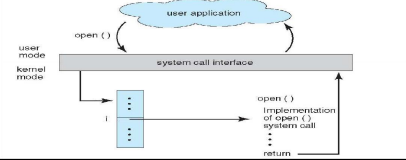 user application
open ( )
user
mode
system call interface
kernel
mode
open ( )
i
Implementation
of open ( )
system call
return